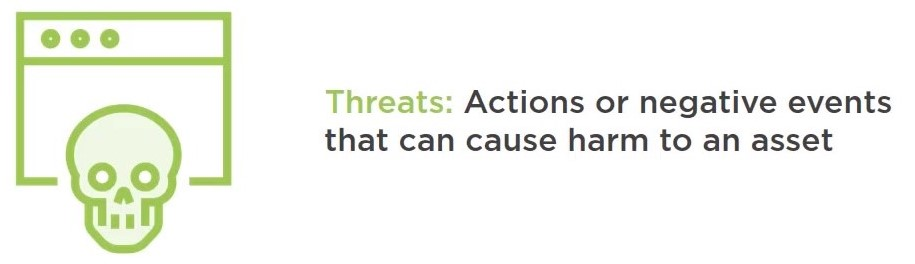 Threats: Actions or negative events
that can cause harm to an asset